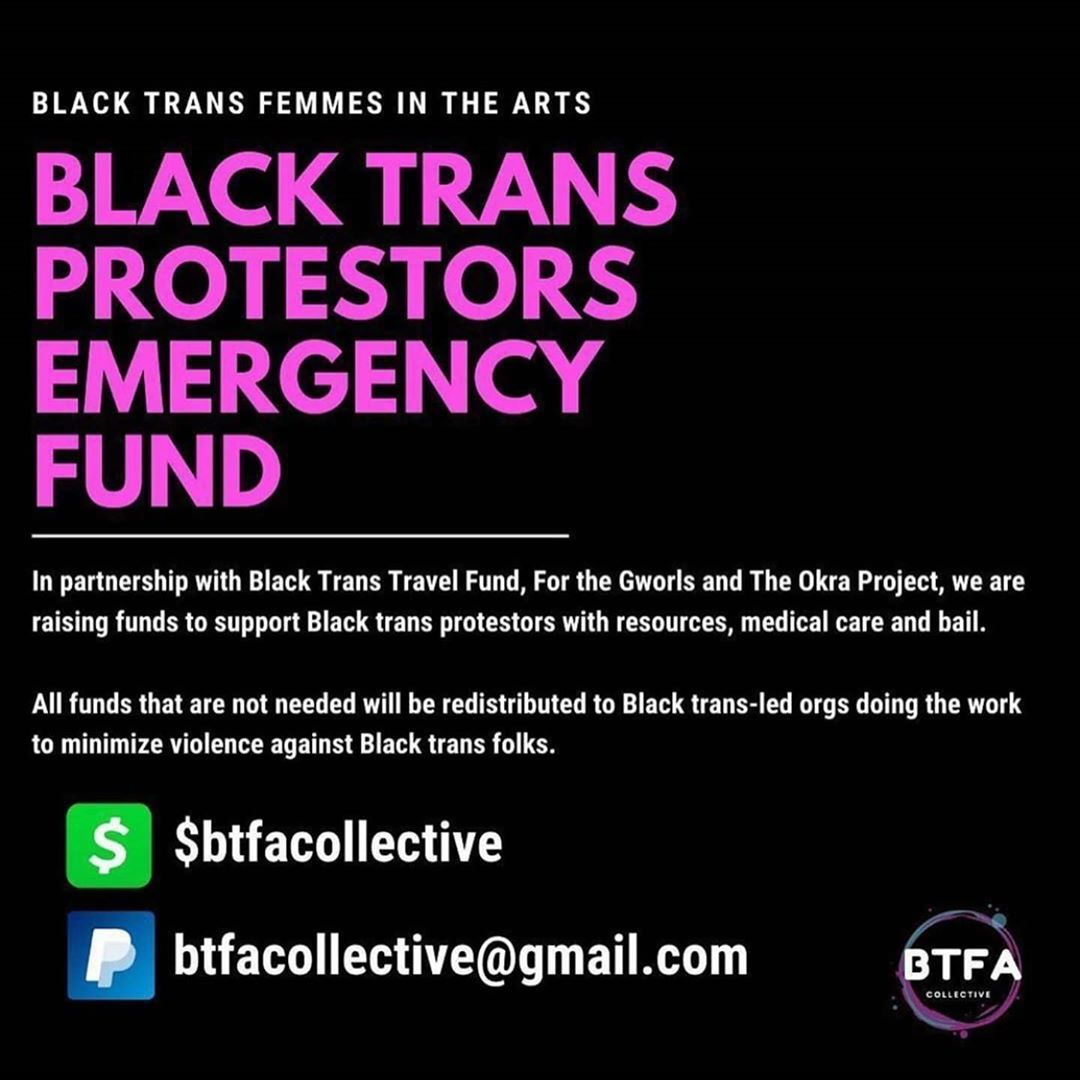 BLACK TRANS FEMMES IN THE ARTS
BLACK TRANS
PROTESTORS
EMERGENCY
FUND
In partnership with Black Trans Travel Fund, For the Gworls and The Okra Project, we are
raising funds to support Black trans protestors with resources, medical care and bail.
All funds that are not needed will be redistributed to Black trans-led orgs doing the work
to minimize violence against Black trans folks.
$
$btfacollective
P
btfacollective@gmail.com
BTFA
COLLECTIVE